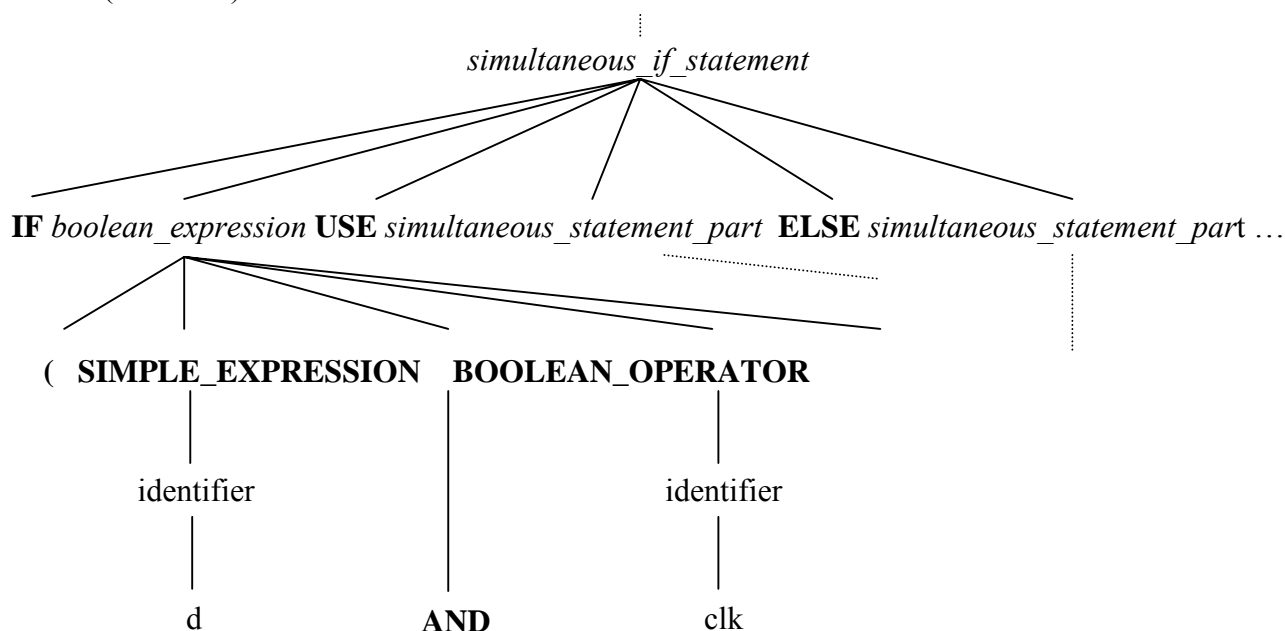 simultaneous_if_statement
IF boolean_expression USE simultaneous_statement_part ELSE simultaneous_statement_part …
( SIMPLE_EXPRESSION BOOLEAN_OPERATOR
identifier identifier
d AND clk